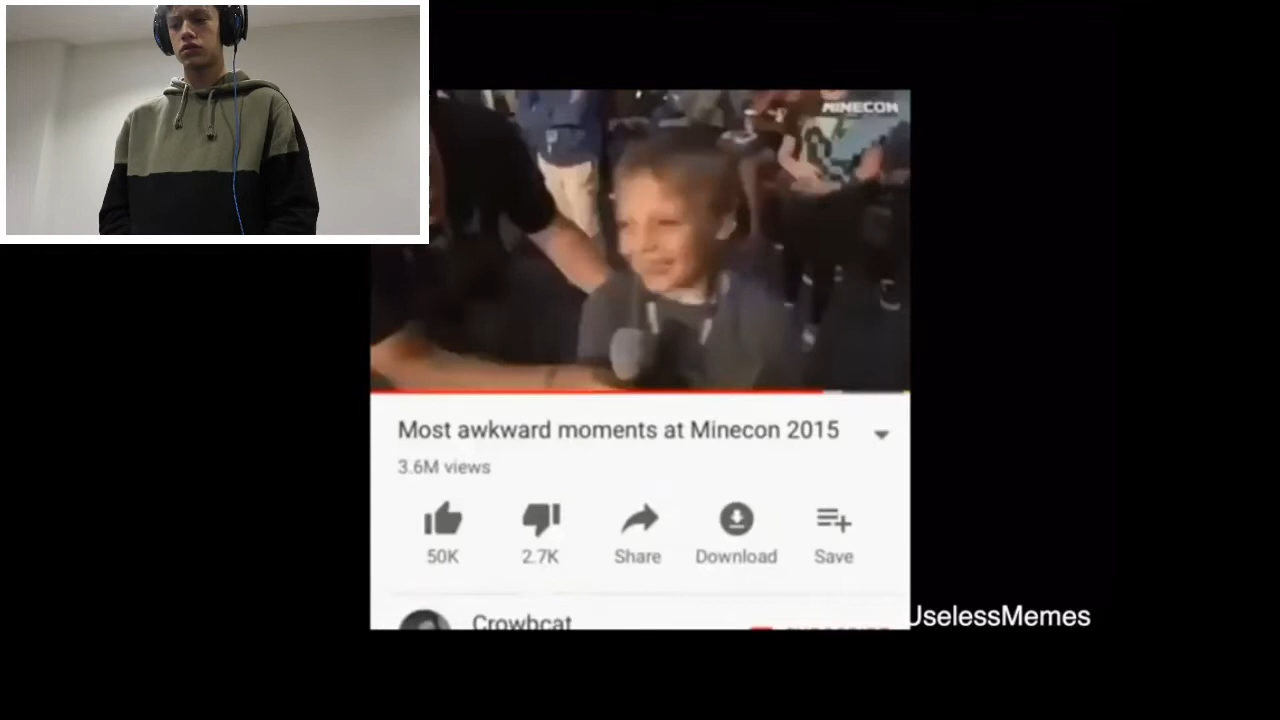 MINECON
Most awkward moments at Minecon 2015
3.6M views
50K
2.7K
Share
Download
Save
Crowbcat
UselessMemes